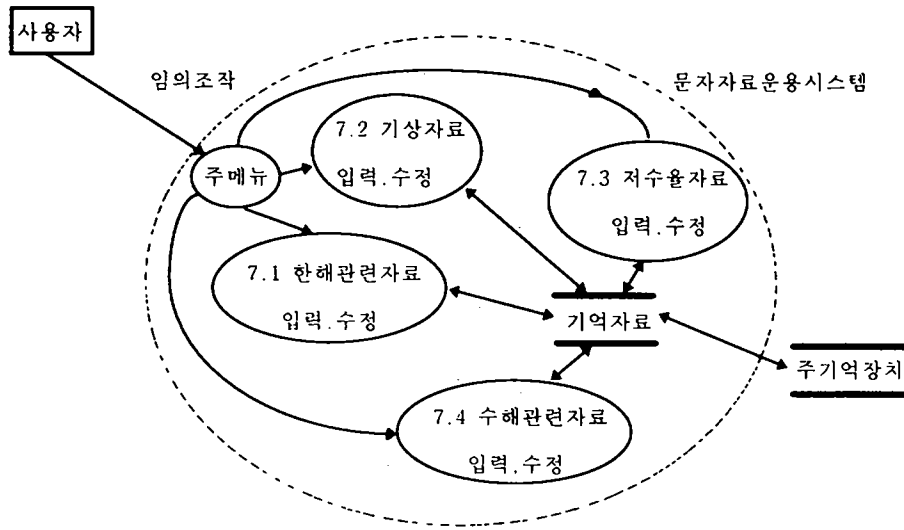 사용자
임의조작
문자자료운용시스템
주메뉴
7.2 기상자료
입력.수정
7.3 저수율자료
입력.수정
7.1 한해관련자료
입력.수정
기억자료
주기억장치
7.4 수해관련자료
입력.수정